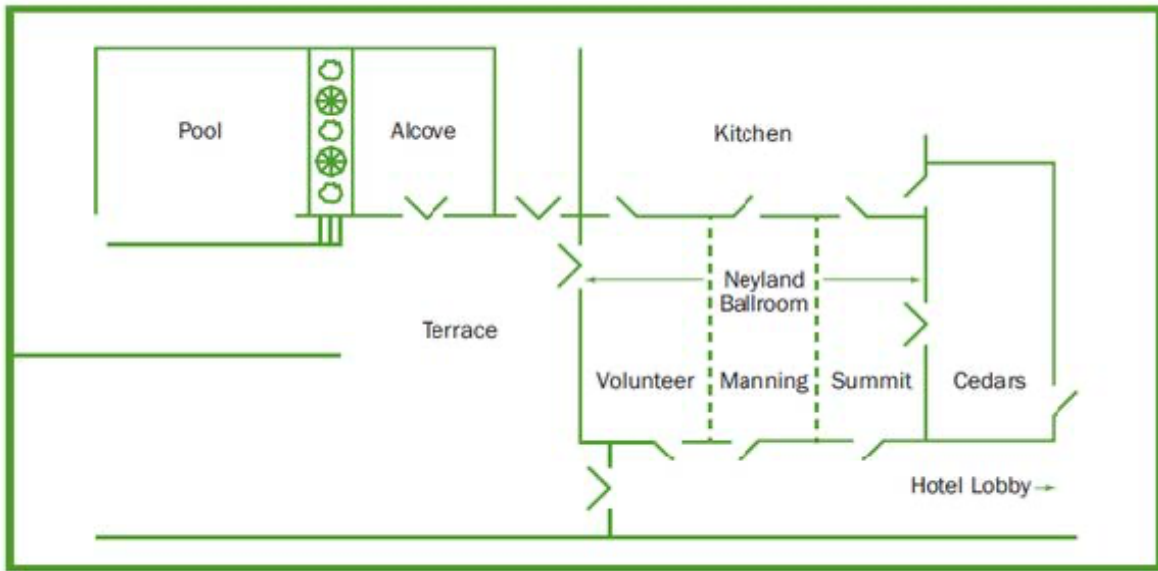 Pool
Alcove
Kitchen
Neyland
Ballroom
Terrace
Volunteer
Manning
Summit
Cedars
Hotel Lobby